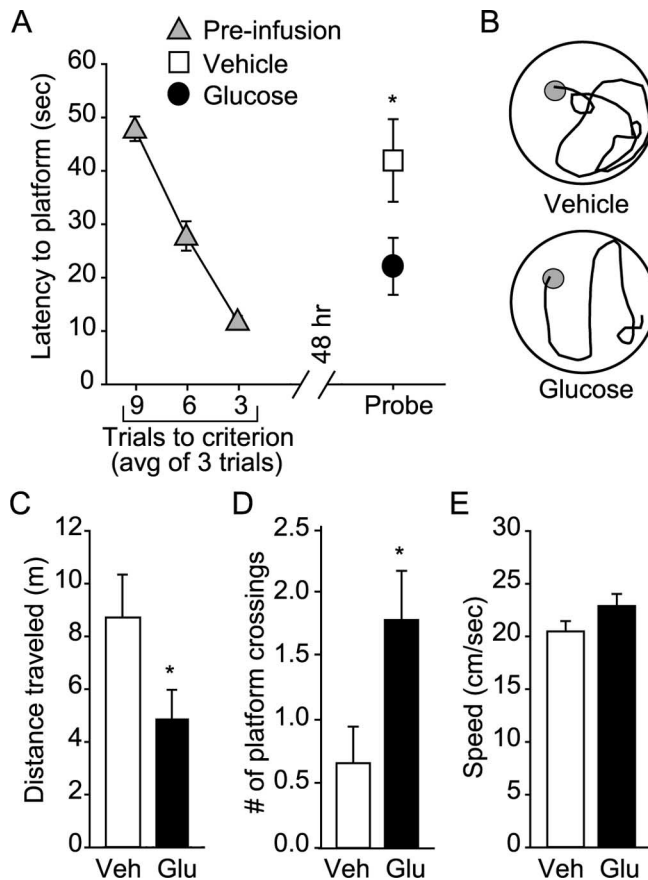 A
Pre-infusion
Vehicle
Glucose
Latency to platform (sec)
60
50
40
30
20
10
0
*
9 6 3
48 hr
Probe
Trials to criterion
(avg of 3 trials)
B
Vehicle
Glucose
C
Distance traveled (m)
12
10
8
6
4
2
0
*
Veh Glu
D
# of platform crossings
2.5
2.0
1.5
1.0
0.5
0.0
*
Veh Glu
E
Speed (cm/sec)
30
25
20
15
10
5
0
Veh Glu